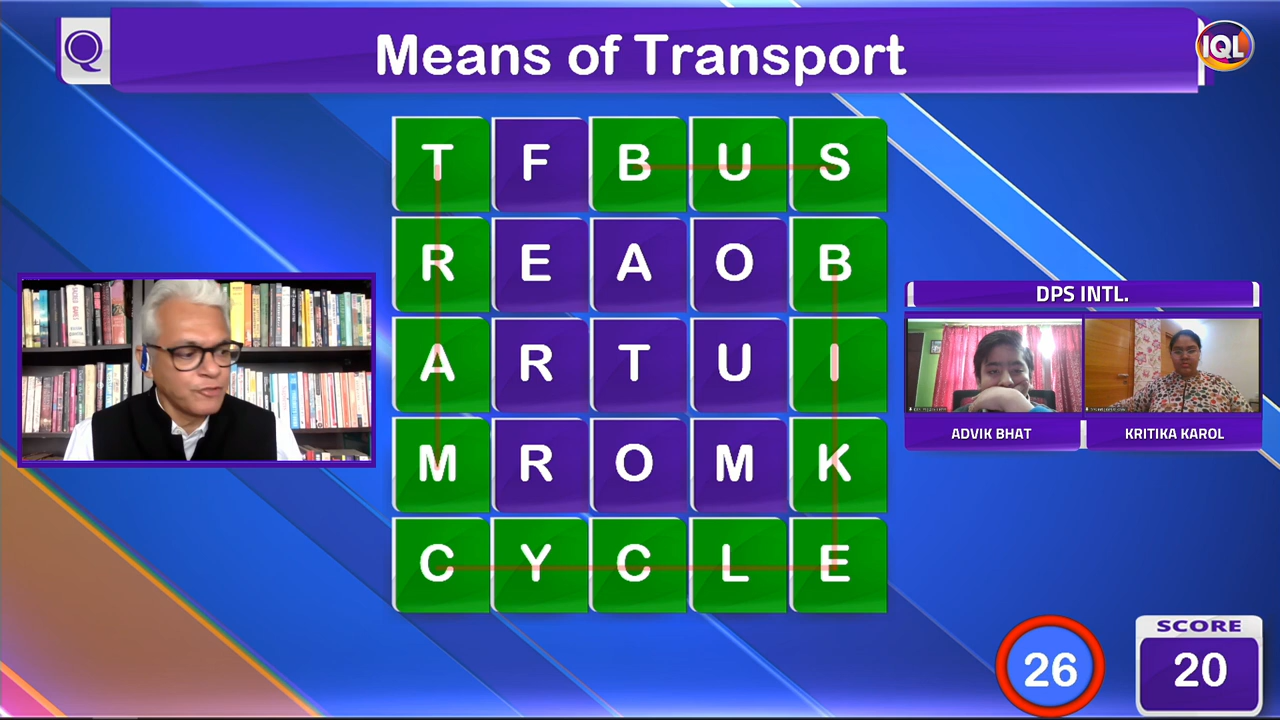 Q
Means of Transport
IQL
T F B U S
R E A O B
A R T U I
M R O M K
C Y C L E
DPS INTL.
ADVIK BHAT
KRITIKA KAROL
26
SCORE
20